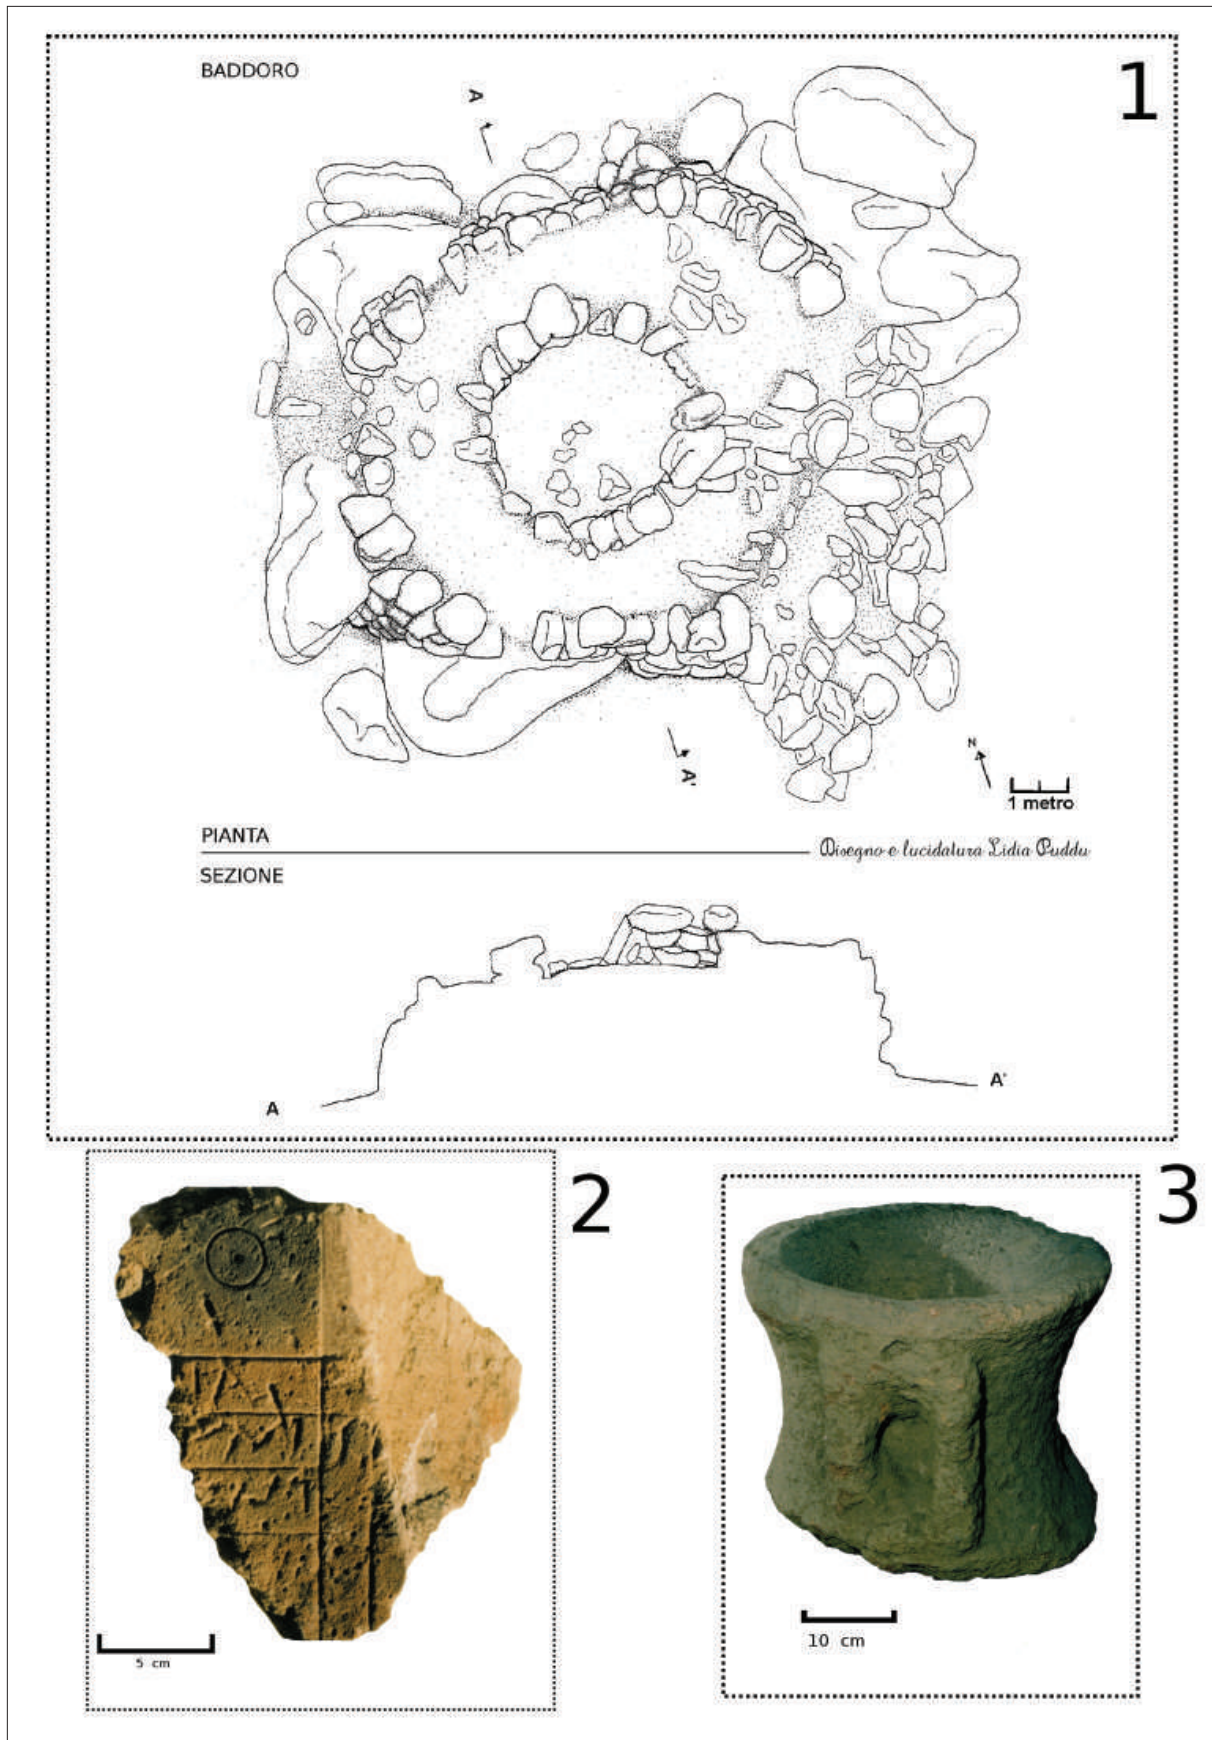 1
BADDORO
A
A'
N
1 metro
PIANTA
Disegno e lucidatura Lidia Puddu
SEZIONE
A
A'
2
5 cm
3
10 cm